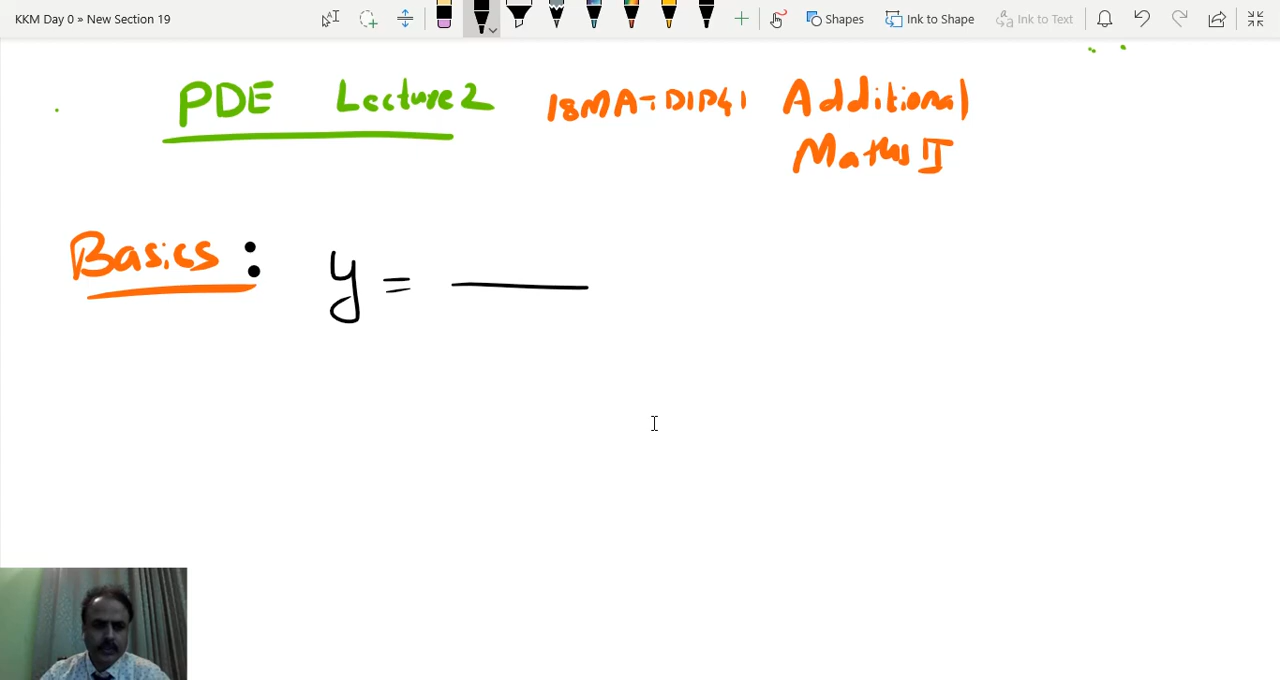 KKM Day 0 » New Section 19
Shapes Ink to Shape Ink to Text
PDE Lecture 2 18MA-DIP41 Additional
Maths II
Basics : y =